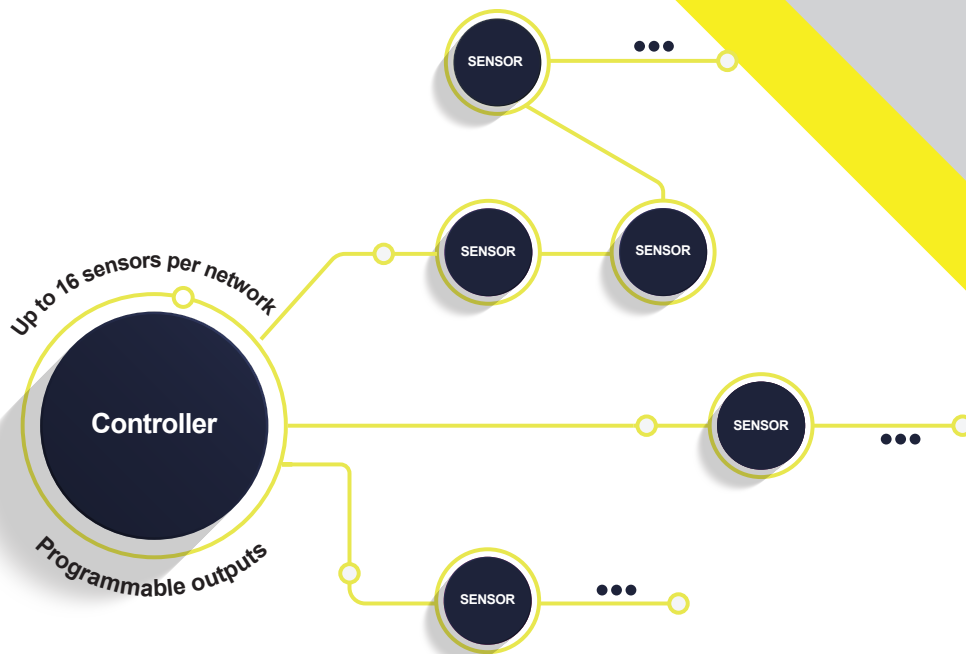 SENSOR
SENSOR
SENSOR
Up to 16 sensors per network
Controller
SENSOR
Programmable outputs
SENSOR